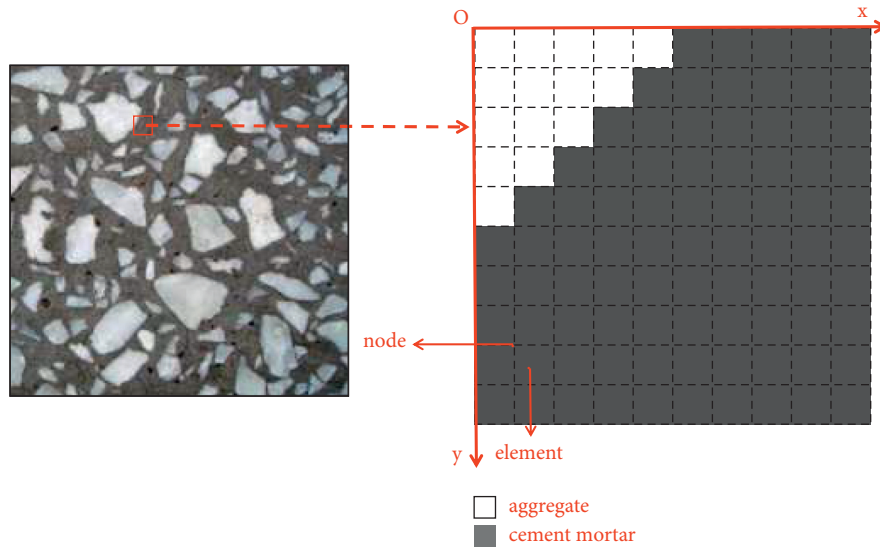 O
x
node
y
element
aggregate
cement mortar